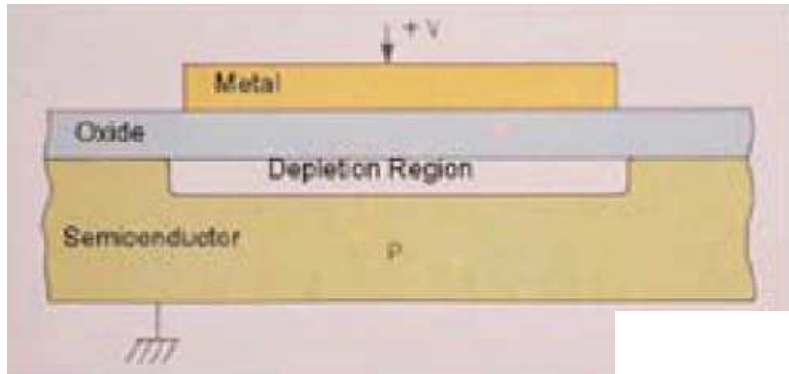 + V
Metal
Oxide
Depletion Region
Semiconductor
P